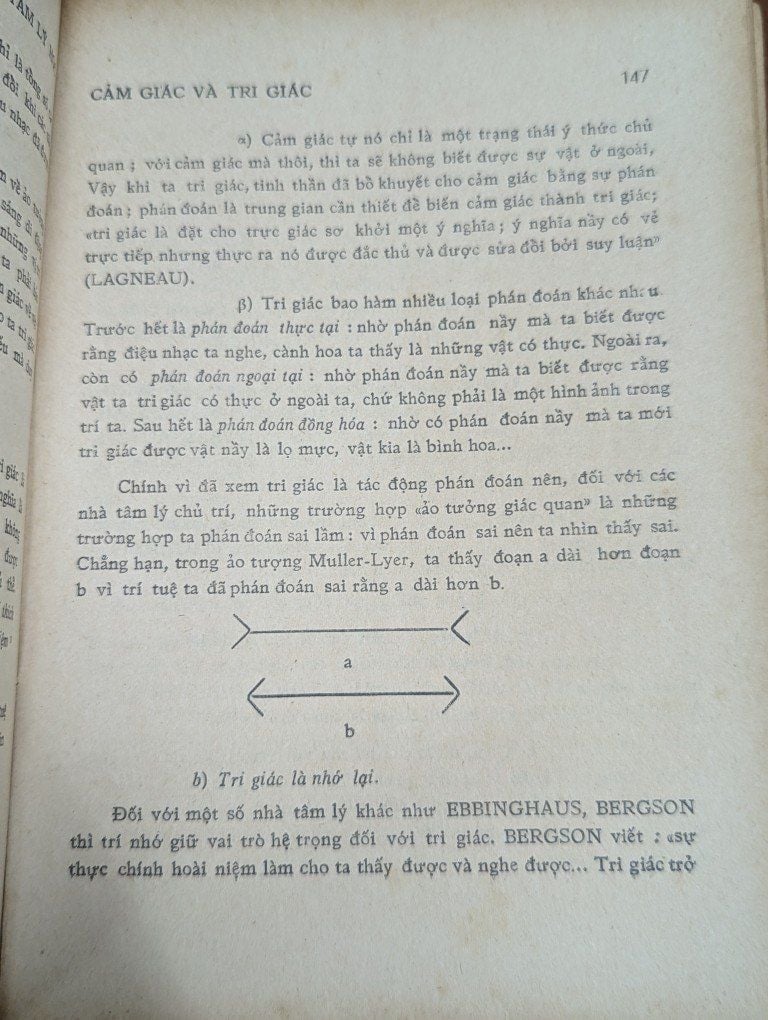 CẢM GIÁC VÀ TRI GIÁC
147
α) Cảm giác tự nó chỉ là một trạng thái ý thức chủ
quan ; với cảm giác mà thôi, thì ta sẽ không biết được sự vật ở ngoài,
Vậy khi ta tri giác, tinh thần đã bồ khuyết cho cảm giác bằng sự phán
đoán ; phán đoán là trung gian cần thiết đề biến cảm giác thành tri giác;
«tri giác là đặt cho trực giác sơ khởi một ý nghĩa ; ý nghĩa nầy có vẻ
trực tiếp nhưng thực ra nó được đắc thủ và được sửa đồi bởi suy luận»
(LAGNEAU).
β) Tri giác bao hàm nhiều loại phán đoán khác nhau.
Trước hết là phán đoán thực tại : nhờ phán đoán nầy mà ta biết được
rằng điệu nhạc ta nghe, cành hoa ta thấy là những vật có thực. Ngoài ra,
còn có phán đoán ngoại tại : nhờ phán đoán nầy mà ta biết được rằng
vật ta tri giác có thực ở ngoài ta, chứ không phải là một hình ảnh trong
trí ta. Sau hết là phán đoán đồng hóa : nhờ có phán đoán nầy mà ta mới
tri giác được vật nầy là lọ mực, vật kia là bình hoa...
Chính vì đã xem tri giác là tác động phán đoán nên, đối với các
nhà tâm lý chủ trí, những trường hợp «ảo tưởng giác quan» là những
trường hợp ta phán đoán sai lầm : vì phán đoán sai nên ta nhìn thấy sai.
Chẳng hạn, trong ảo tượng Muller-Lyer, ta thấy đoạn a dài hơn đoạn
b vì trí tuệ ta đã phán đoán sai rằng a dài hơn b.
a
b
b) Tri giác là nhớ lại.
Đối với một số nhà tâm lý khác như EBBINGHAUS, BERGSON
thì trí nhớ giữ vai trò hệ trọng đối với tri giác. BERGSON viết : «sự
thực chính hoài niệm làm cho ta thấy được và nghe được... Tri giác trở